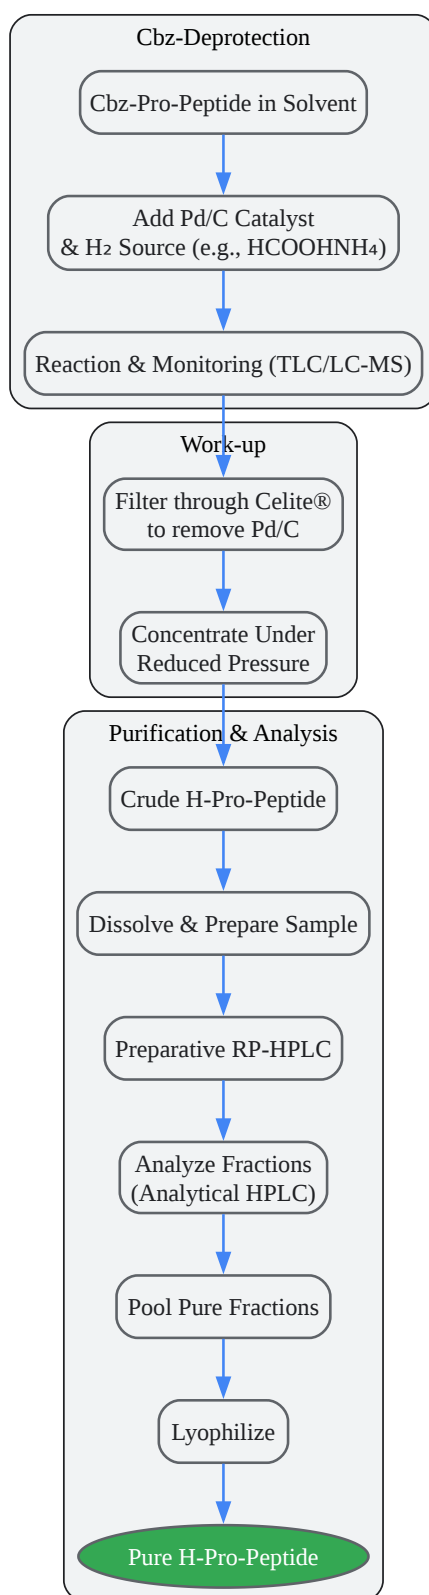 Cbz-Deprotection
Cbz-Pro-Peptide in Solvent
Add Pd/C Catalyst
& H₂ Source (e.g., HCOOHNH₄)
Reaction & Monitoring (TLC/LC-MS)
Work-up
Filter through Celite®
to remove Pd/C
Concentrate Under
Reduced Pressure
Purification & Analysis
Crude H-Pro-Peptide
Dissolve & Prepare Sample
Preparative RP-HPLC
Analyze Fractions
(Analytical HPLC)
Pool Pure Fractions
Lyophilize
Pure H-Pro-Peptide